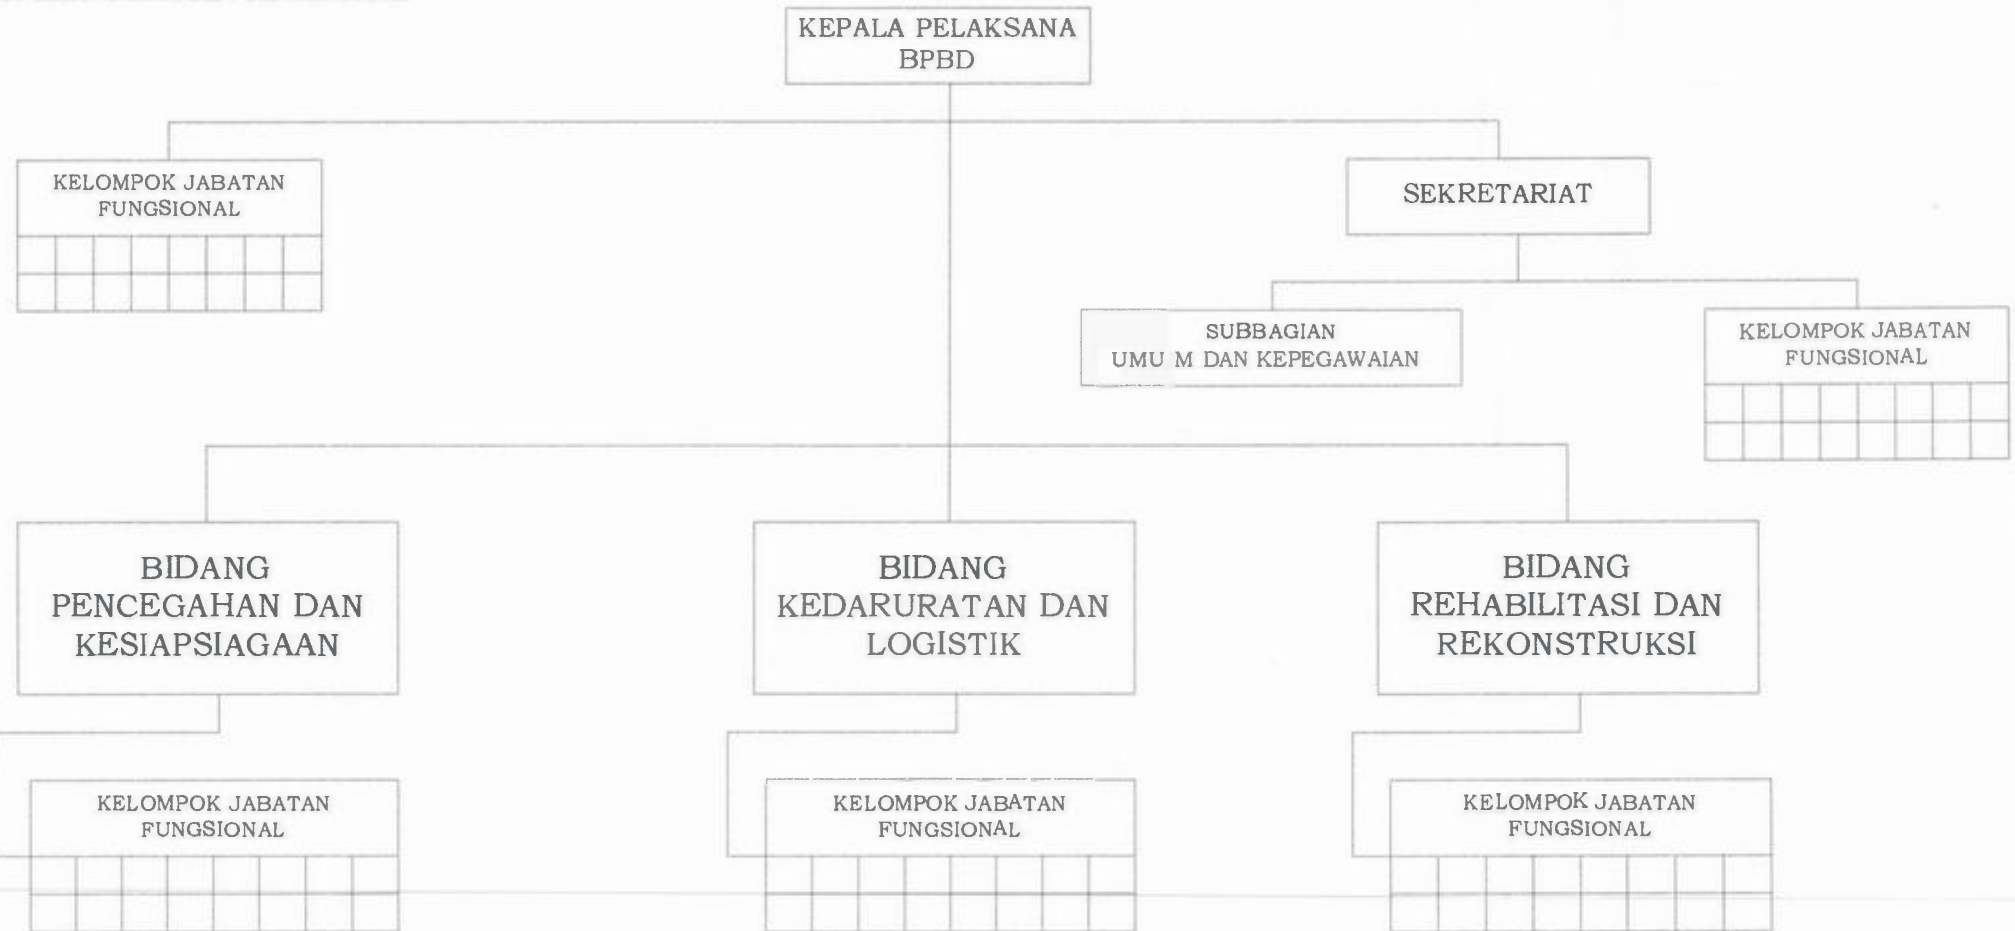 KEPALA PELAKSANA
BPBD
KELOMPOK JABATAN
FUNGSIONAL
SEKRETARIAT
SUBBAGIAN
UMU M DAN KEPEGAWAIAN
KELOMPOK JABATAN
FUNGSIONAL
BIDANG
PENCEGAHAN DAN
KESIAPSIAGAAN
BIDANG
KEDARURATAN DAN
LOGISTIK
BIDANG
REHABILITASI DAN
REKONSTRUKSI
KELOMPOK JABATAN
FUNGSIONAL
KELOMPOK JABATAN
FUNGSIONAL
KELOMPOK JABATAN
FUNGSIONAL